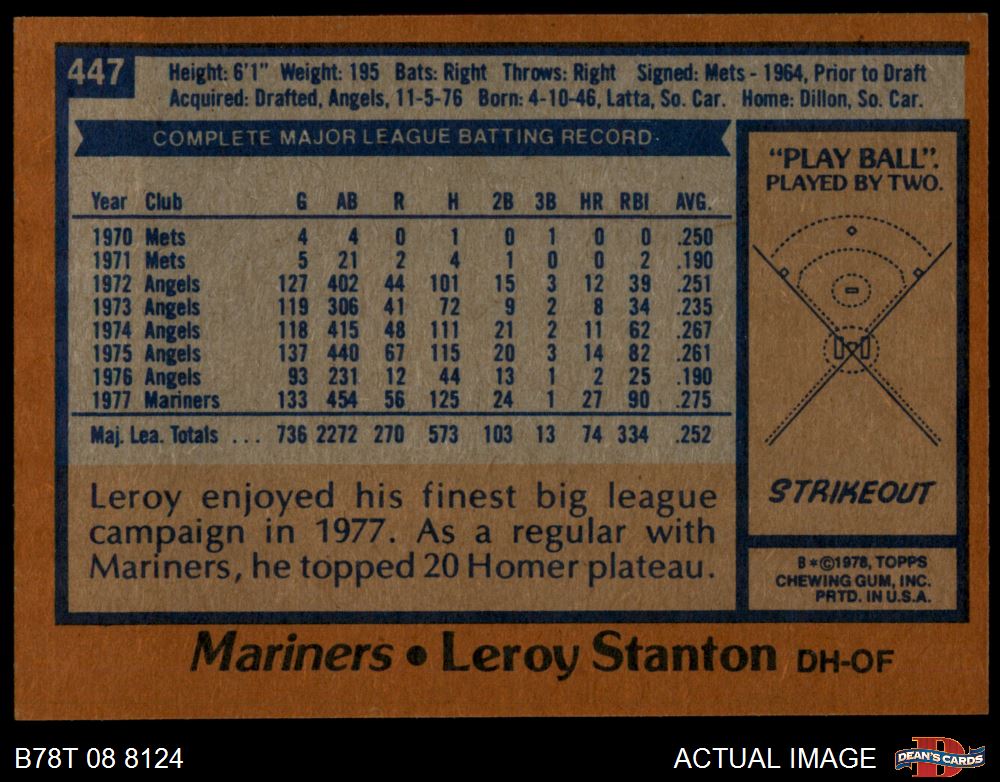 447
Height: 6'1" Weight: 195 Bats: Right Throws: Right Signed: Mets - 1964, Prior to Draft
Acquired: Drafted, Angels, 11-5-76 Born: 4-10-46, Latta, So. Car. Home: Dillon, So. Car.
COMPLETE MAJOR LEAGUE BATTING RECORD·
Year Club G AB R H 2B 3B HR RBI AVG.
1970 Mets 4 4 0 1 0 1 0 0 .250
1971 Mets 5 21 2 4 1 0 0 2 .190
1972 Angels 127 402 44 101 15 3 12 39 .251
1973 Angels 119 306 41 72 9 2 8 34 .235
1974 Angels 118 415 48 111 21 2 11 62 .267
1975 Angels 137 440 67 115 20 3 14 82 .261
1976 Angels 93 231 12 44 13 1 2 25 .190
1977 Mariners 133 454 56 125 24 1 27 90 .275
Maj. Lea. Totals ... 736 2272 270 573 103 13 74 334 .252
Leroy enjoyed his finest big league
campaign in 1977. As a regular with
Mariners, he topped 20 Homer plateau.
"PLAY BALL".
PLAYED BY TWO.
STRIKEOUT
B*©1978, TOPPS
CHEWING GUM, INC.
PRTD. IN U.S.A.
Mariners • Leroy Stanton DH-OF
B78T 08 8124
ACTUAL IMAGE
D
DEAN'S CARDS